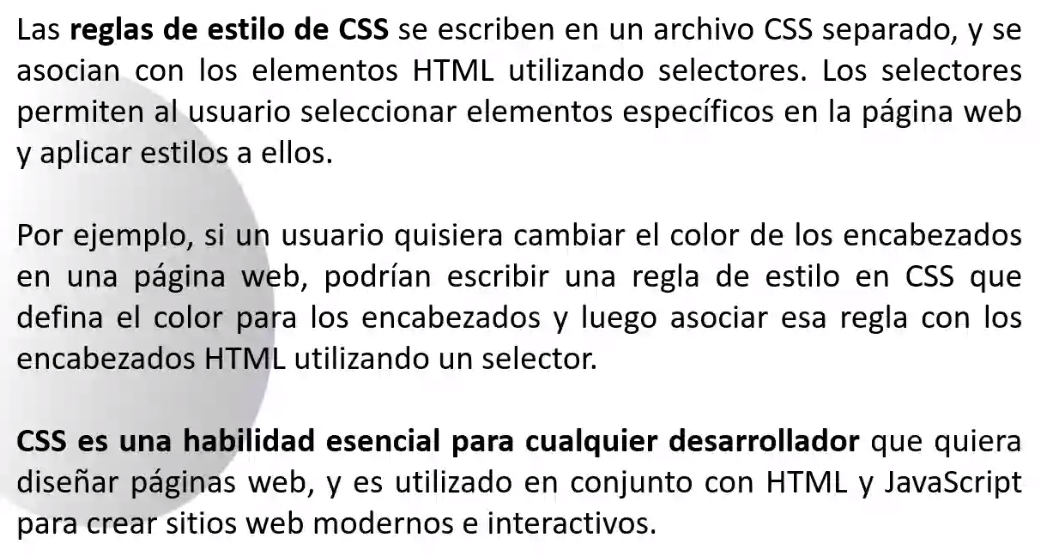 Las reglas de estilo de CSS se escriben en un archivo CSS separado, y se
asocian con los elementos HTML utilizando selectores. Los selectores
permiten al usuario seleccionar elementos específicos en la página web
y aplicar estilos a ellos.
Por ejemplo, si un usuario quisiera cambiar el color de los encabezados
en una página web, podrían escribir una regla de estilo en CSS que
defina el color para los encabezados y luego asociar esa regla con los
encabezados HTML utilizando un selector.
CSS es una habilidad esencial para cualquier desarrollador que quiera
diseñar páginas web, y es utilizado en conjunto con HTML y JavaScript
para crear sitios web modernos e interactivos.